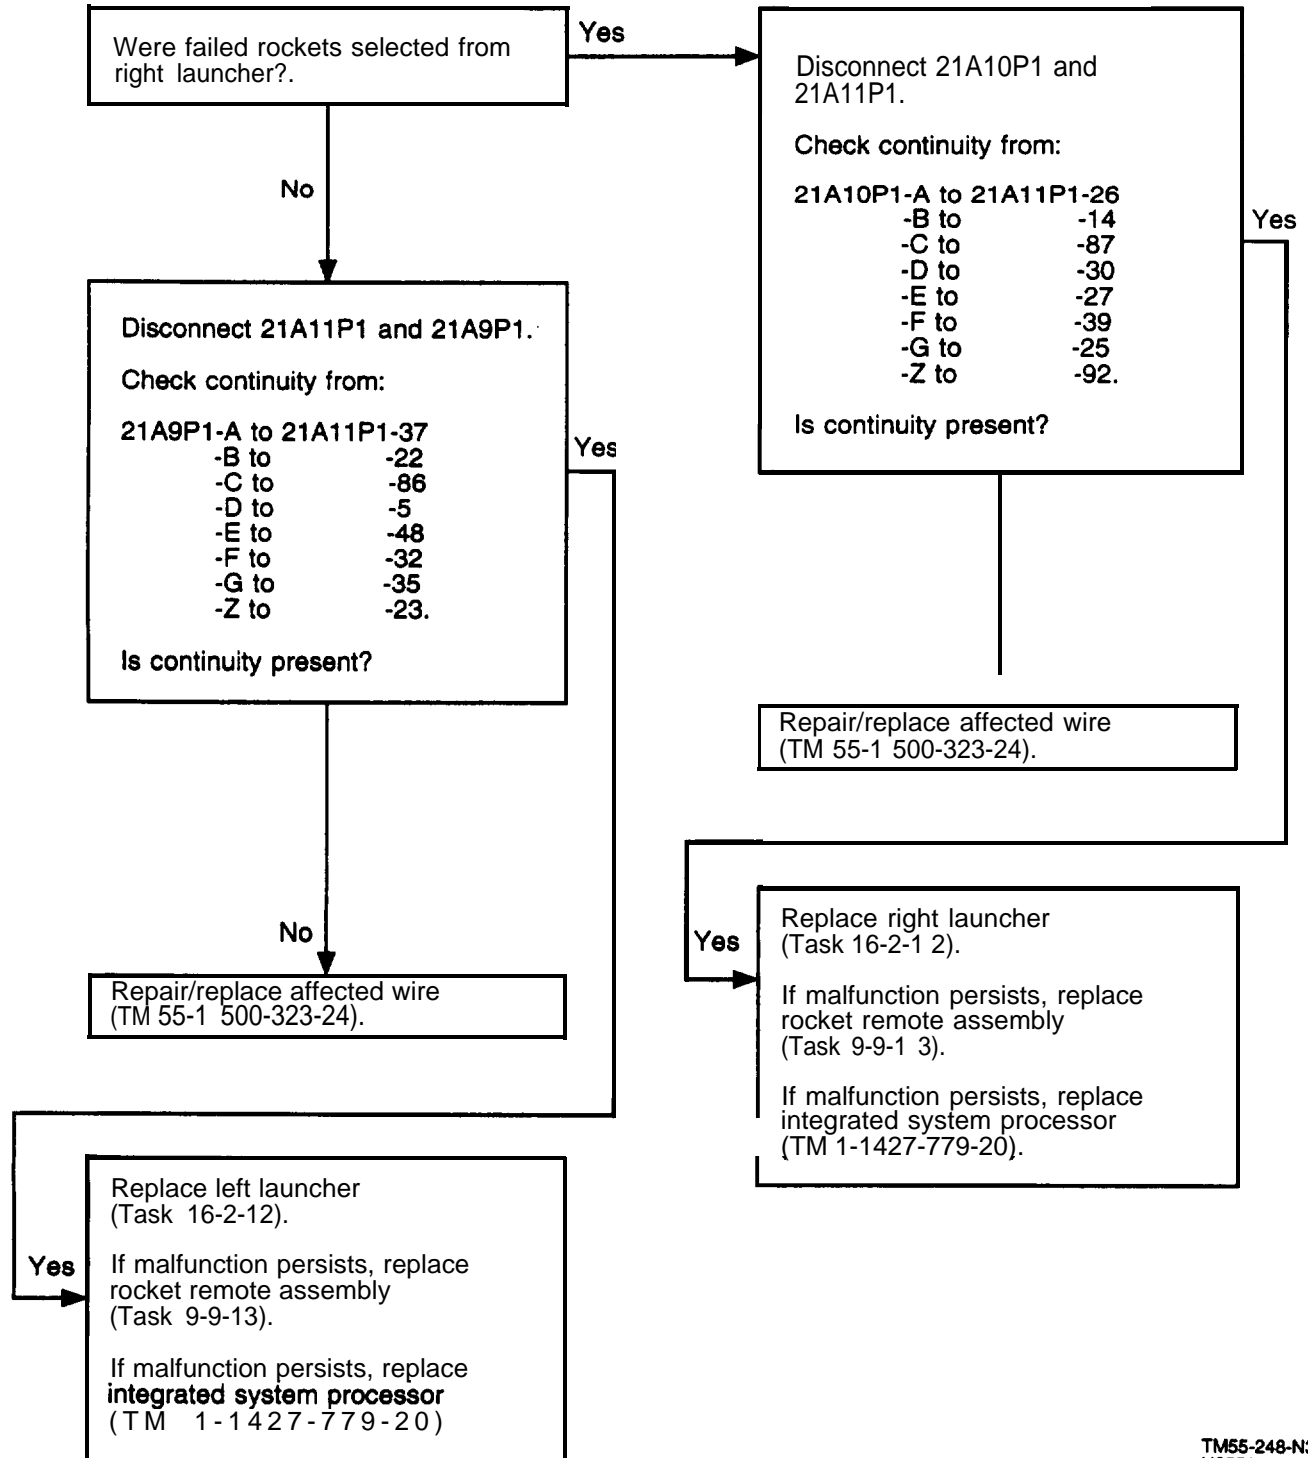 Were failed rockets selected from
right launcher?.
Yes
No
Disconnect 21A10P1 and
21A11P1.
Check continuity from:
21A10P1-A to 21A11P1-26
-B to -14
-C to -87
-D to -30
-E to -27
-F to -39
-G to -25
-Z to -92.
Is continuity present?
Yes
Disconnect 21A11P1 and 21A9P1.
Check continuity from:
21A9P1-A to 21A11P1-37
-B to -22
-C to -86
-D to -5
-E to -48
-F to -32
-G to -35
-Z to -23.
Is continuity present?
Yes
Repair/replace affected wire
(TM 55-1 500-323-24).
No
Repair/replace affected wire
(TM 55-1 500-323-24).
Yes
Replace right launcher
(Task 16-2-1 2).
If malfunction persists, replace
rocket remote assembly
(Task 9-9-1 3).
If malfunction persists, replace
integrated system processor
(TM 1-1427-779-20).
Yes
Replace left launcher
(Task 16-2-12).
If malfunction persists, replace
rocket remote assembly
(Task 9-9-13).
If malfunction persists, replace
integrated system processor
(TM 1-1427-779-20)
TM55-248-N3